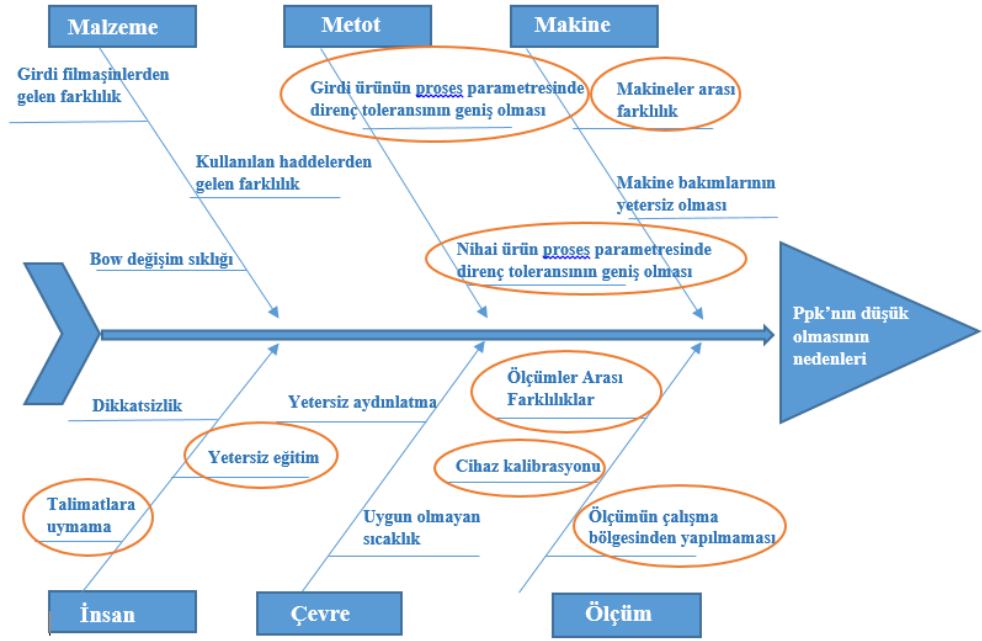 Malzeme
Metot
Makine
Girdi filmaşinlerden
gelen farklılık
Girdi ürünün proses parametresinde
direnç toleransının geniş olması
Makineler arası
farklılık
Kullanılan haddelerden
gelen farklılık
Makine bakımlarının
yetersiz olması
Bow değişim sıklığı
Nihai ürün proses parametresinde
direnç toleransının geniş olması
Ppk’nın düşük
olmasının
nedenleri
Dikkatsizlik
Yetersiz aydınlatma
Ölçümler Arası
Farklılıklar
Yetersiz eğitim
Cihaz kalibrasyonu
Talimatlara
uymama
Uygun olmayan
sıcaklık
Ölçümün çalışma
bölgesinden yapılmaması
İnsan
Çevre
Ölçüm